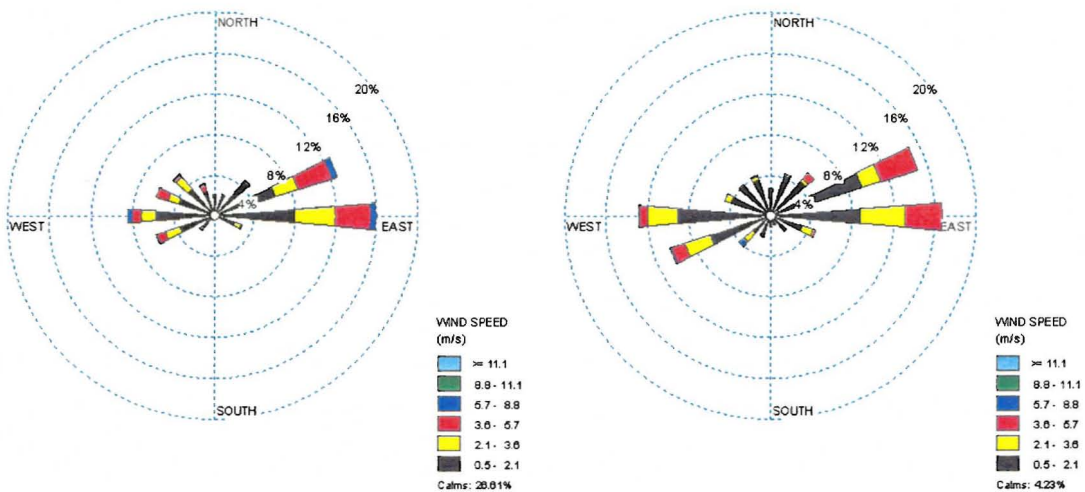 NORTH
20%
16%
12%
8%
4%
WEST
EAST
SOUTH
WIND SPEED
(m/s)
>= 11.1
8.8 - 11.1
5.7 - 8.8
3.6 - 5.7
2.1 - 3.6
0.5 - 2.1
Calms: 26.61%
NORTH
20%
16%
12%
8%
4%
WEST
EAST
SOUTH
WIND SPEED
(m/s)
>= 11.1
8.8 - 11.1
5.7 - 8.8
3.6 - 5.7
2.1 - 3.6
0.5 - 2.1
Calms: 4.23%